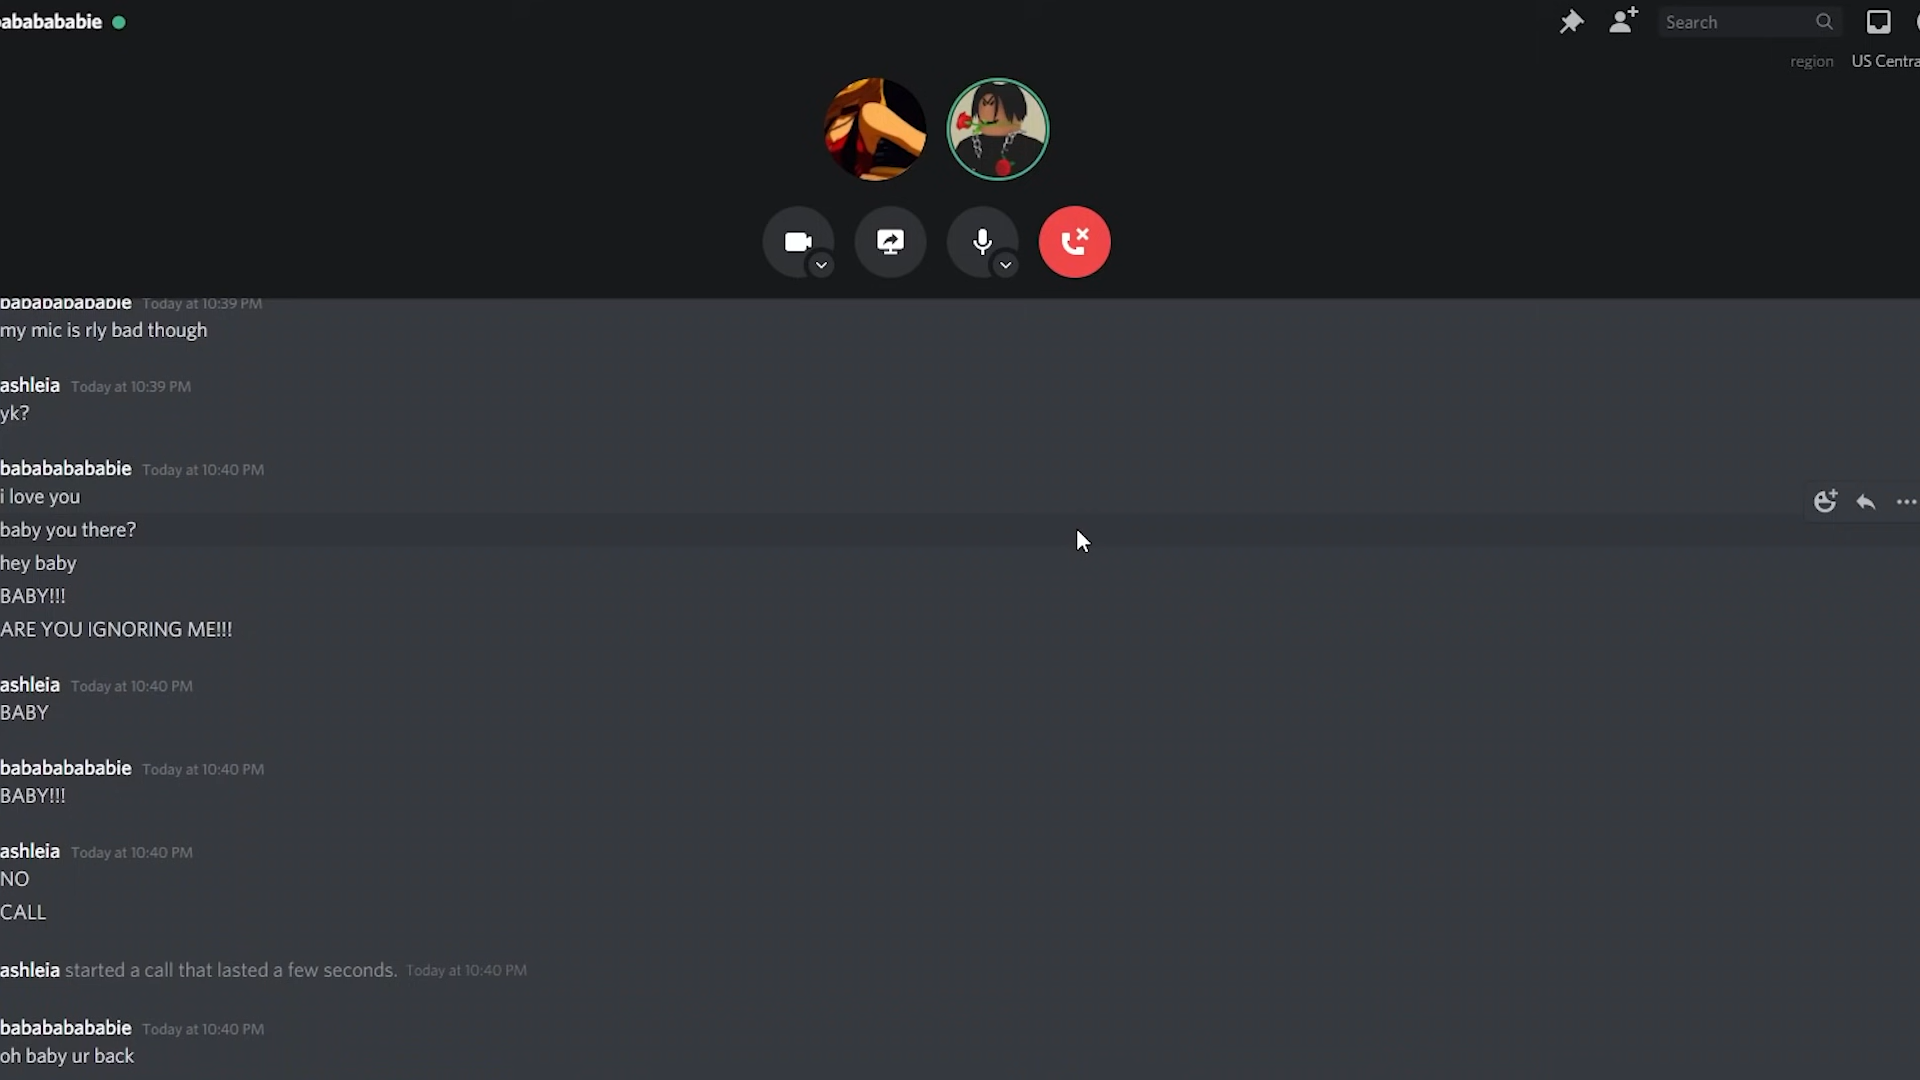 babababie
Search
region US Centra
babababababie Today at 10:39 PM
my mic is rly bad though
ashleia Today at 10:39 PM
yk?
babababababie Today at 10:40 PM
i love you
baby you there?
hey baby
BABY!!!
ARE YOU IGNORING ME!!!
ashleia Today at 10:40 PM
BABY
babababababie Today at 10:40 PM
BABY!!!
ashleia Today at 10:40 PM
NO
CALL
ashleia started a call that lasted a few seconds. Today at 10:40 PM
babababababie Today at 10:40 PM
oh baby ur back